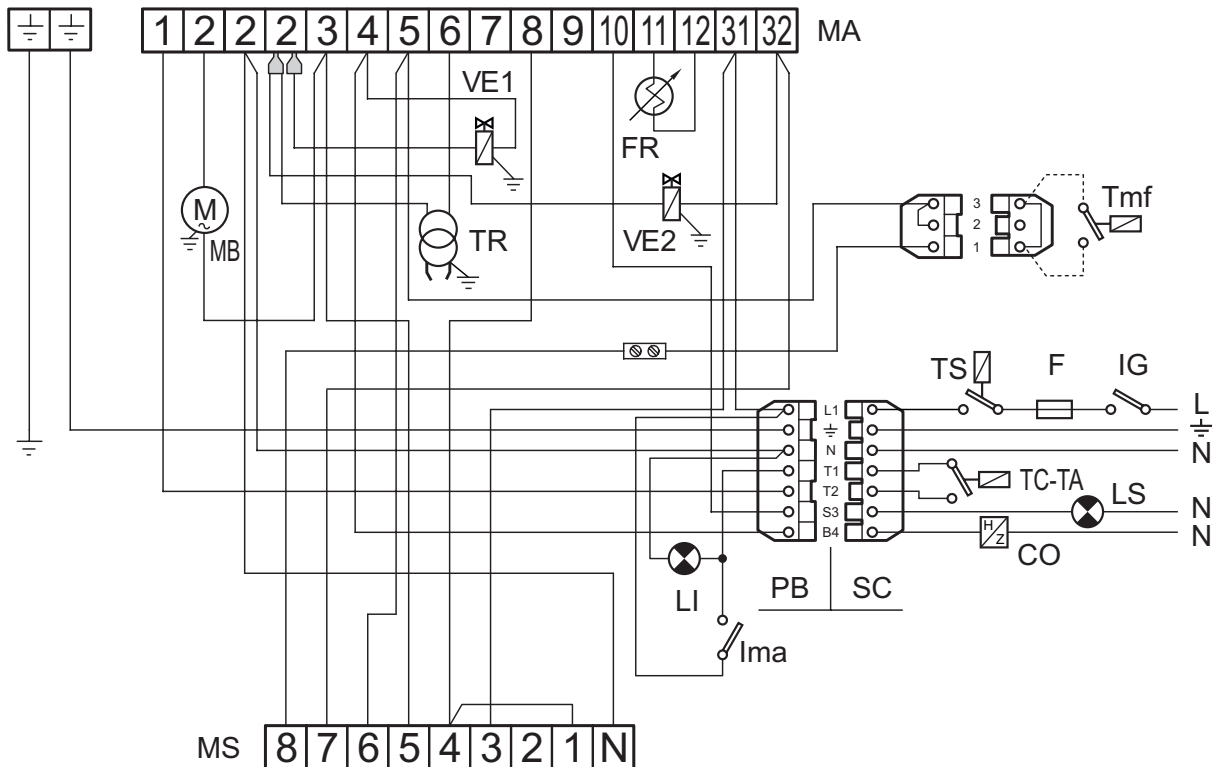 1 2 2 2 3 4 5 6 7 8 9 10 11 12 31 32 MA
VE1
FR
M
MB
TR
VE2
3
2
1
Tmf
TS F IG
L1 L
N N
T1
T2 TC-TA
S3 LS N
B4 H Z CO N
LI
PB SC
Ima
MS 8 7 6 5 4 3 2 1 N